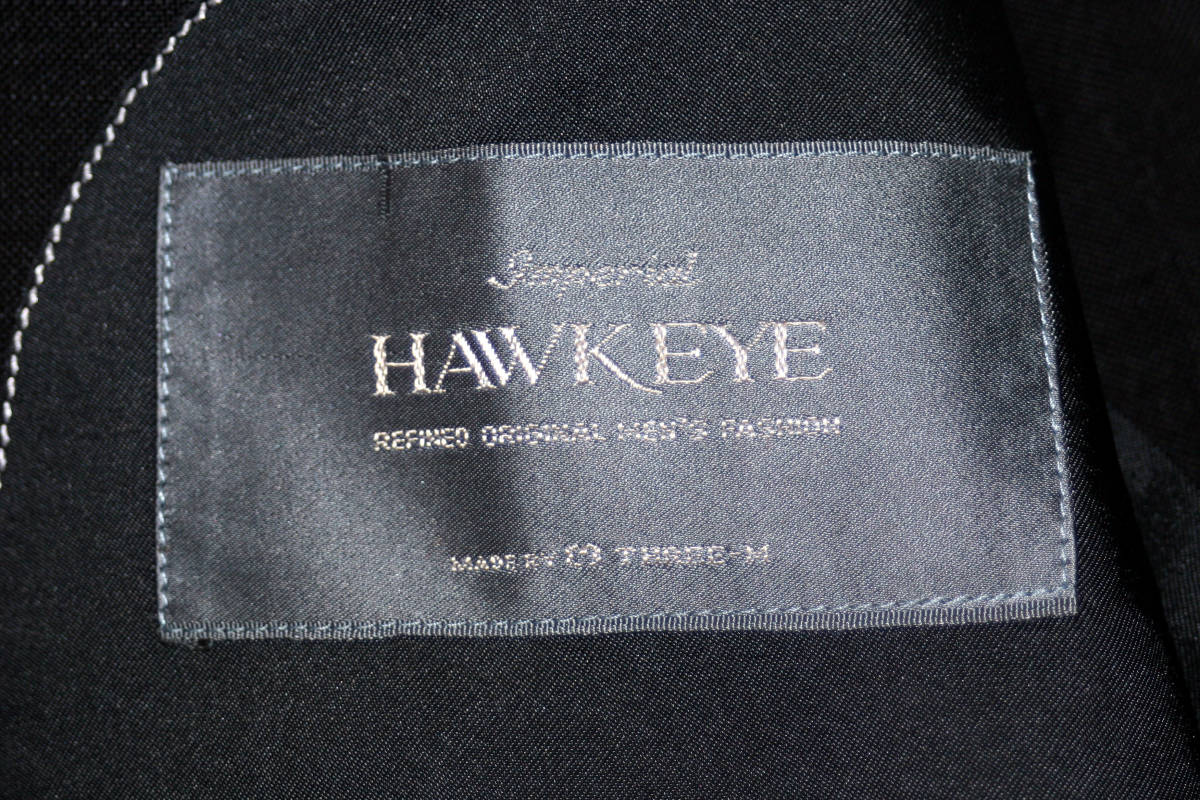 Imperial
HAWKEYE
REFINED ORIGINAL MEN'S FASHION
MADE BY THREE-M